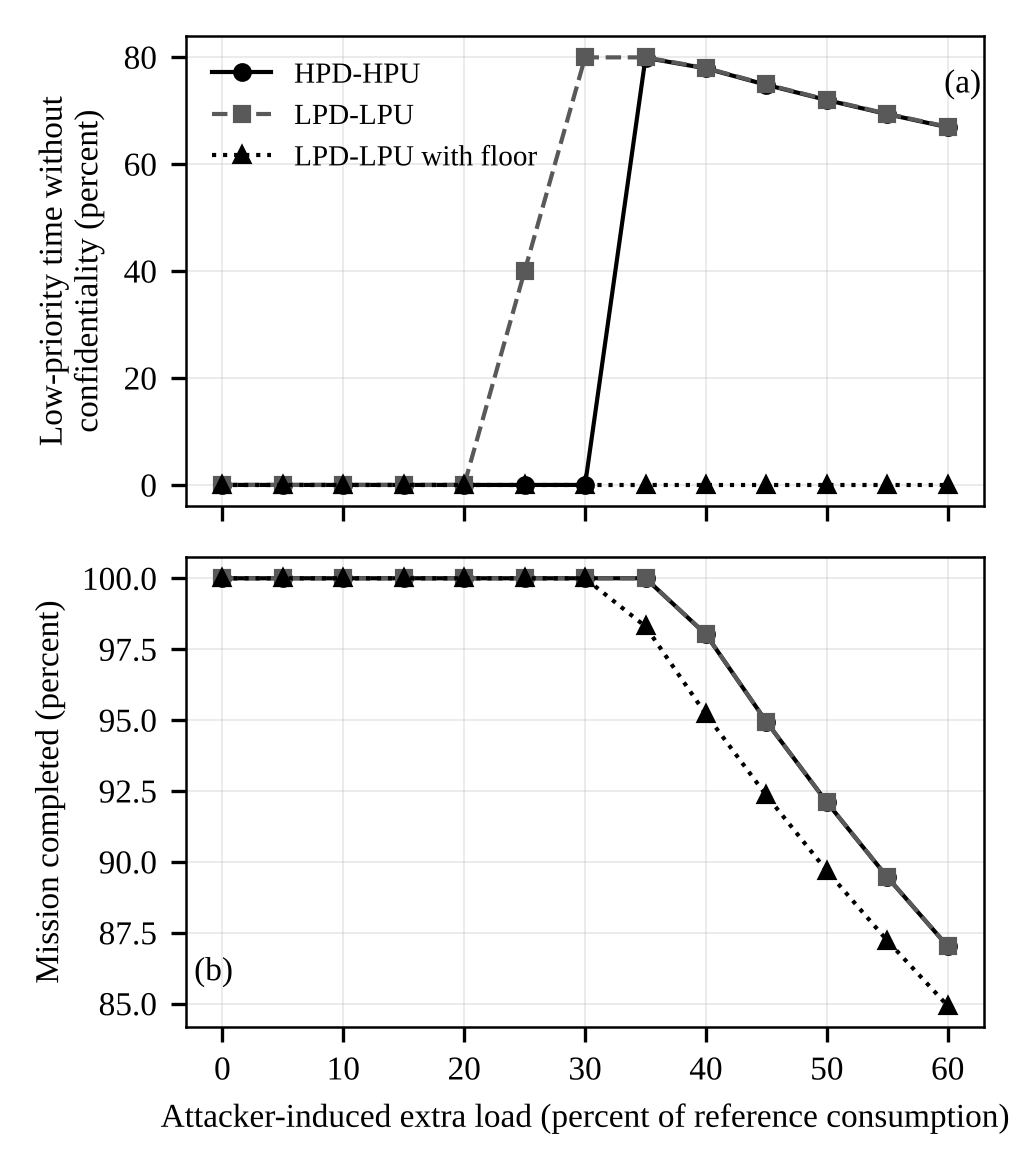 Low-priority time without
confidentiality (percent)
80
60
40
20
0
HPD-HPU
LPD-LPU
LPD-LPU with floor
(a)
Mission completed (percent)
100.0
97.5
95.0
92.5
90.0
87.5
85.0
(b)
0 10 20 30 40 50 60
Attacker-induced extra load (percent of reference consumption)